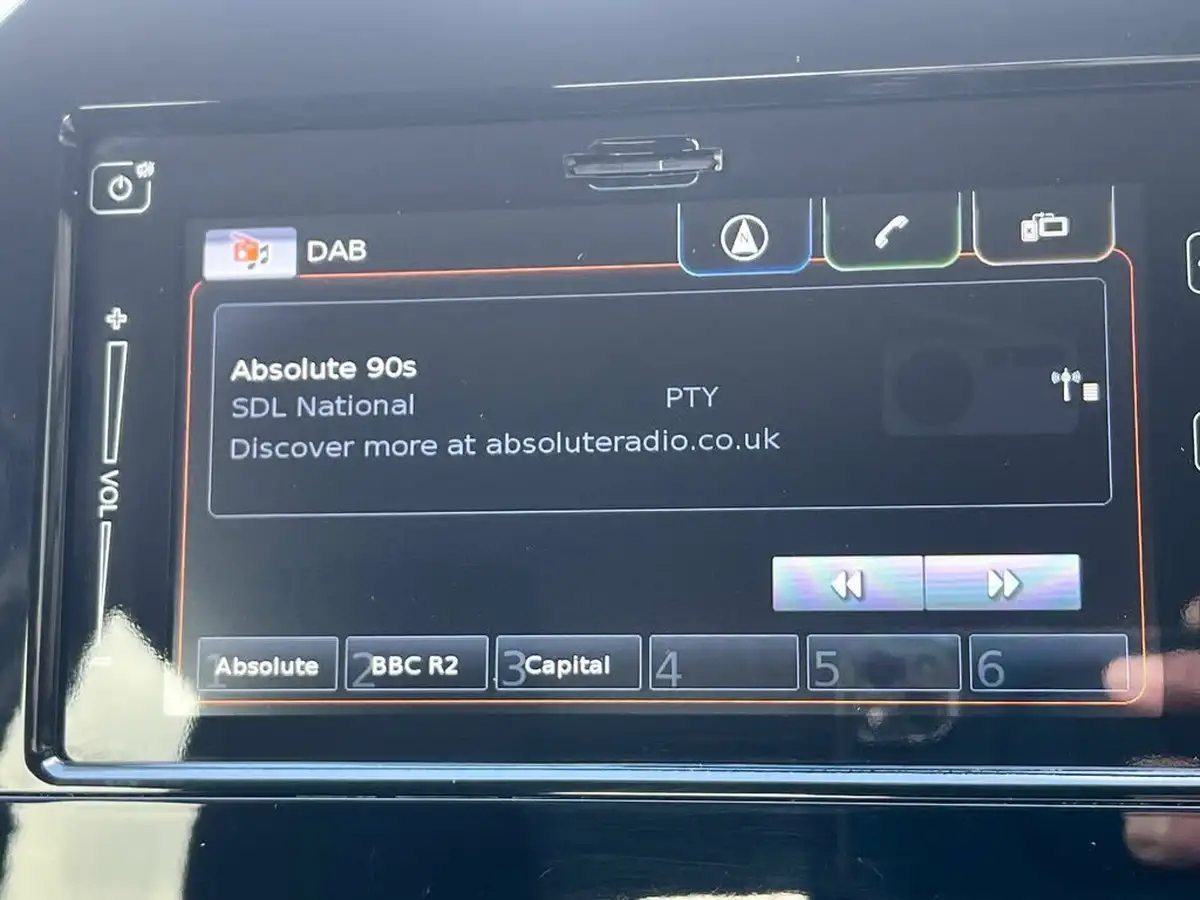 DAB
N
Absolute 90s
SDL National
PTY
Discover more at absoluteradio.co.uk
VOL
1 Absolute
2 BBC R2
3 Capital
4
5
6